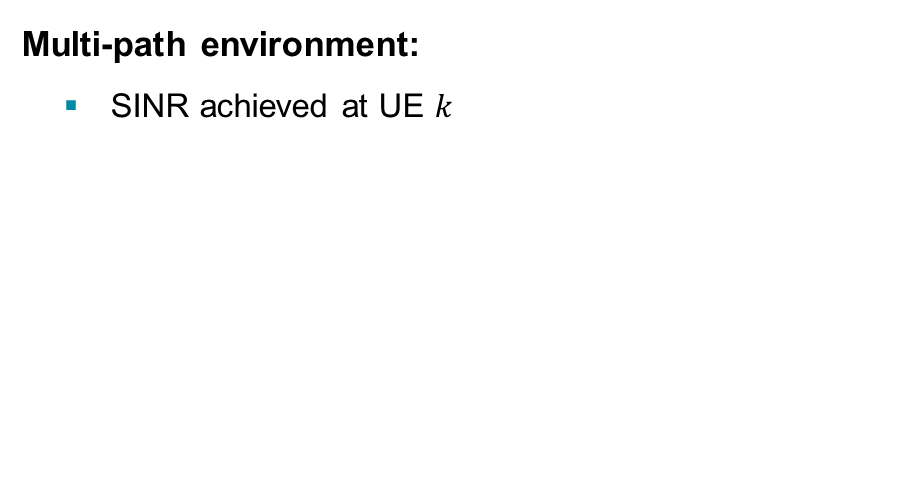 Multi-path environment:
▪ SINR achieved at UE k